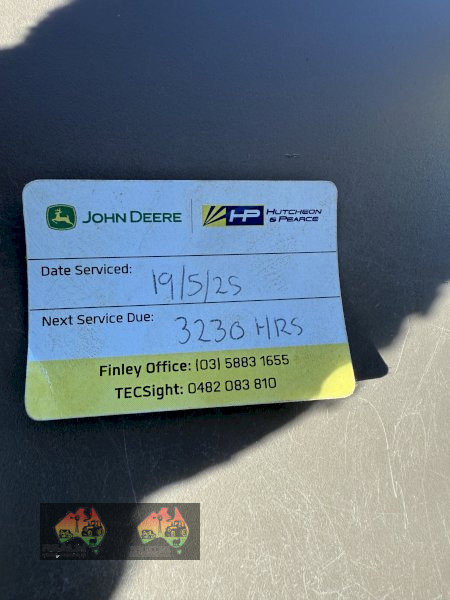 JOHN DEERE
HP HUTCHEON & PEARCE
Date Serviced: 19/5/25
Next Service Due: 3230 HRS
Finley Office: (03) 5883 1655
TECSight: 0482 083 810